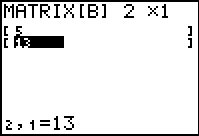 MATRIX[B] 2 ×1
[ 5 ]
[ 13 ]
2,1=13